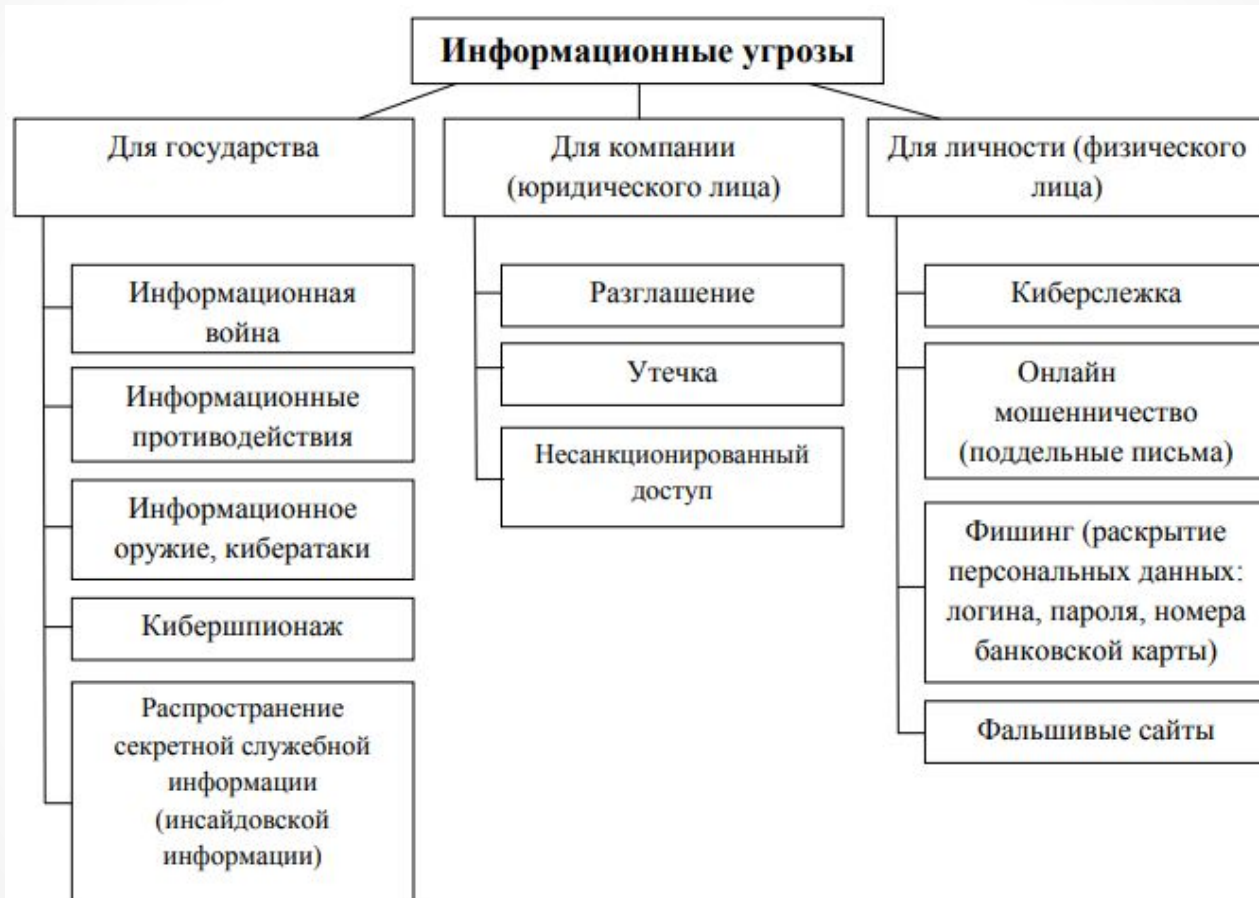 Информационные угрозы
Для государства
Информационная
война
Информационные
противодействия
Информационное
оружие, кибератаки
Кибершпионаж
Распространение
секретной служебной
информации
(инсайдовской
информации)
Для компании
(юридического лица)
Разглашение
Утечка
Несанкционированный
доступ
Для личности (физического
лица)
Киберслежка
Онлайн
мошенничество
(поддельные письма)
Фишинг (раскрытие
персональных данных:
логина, пароля, номера
банковской карты)
Фальшивые сайты